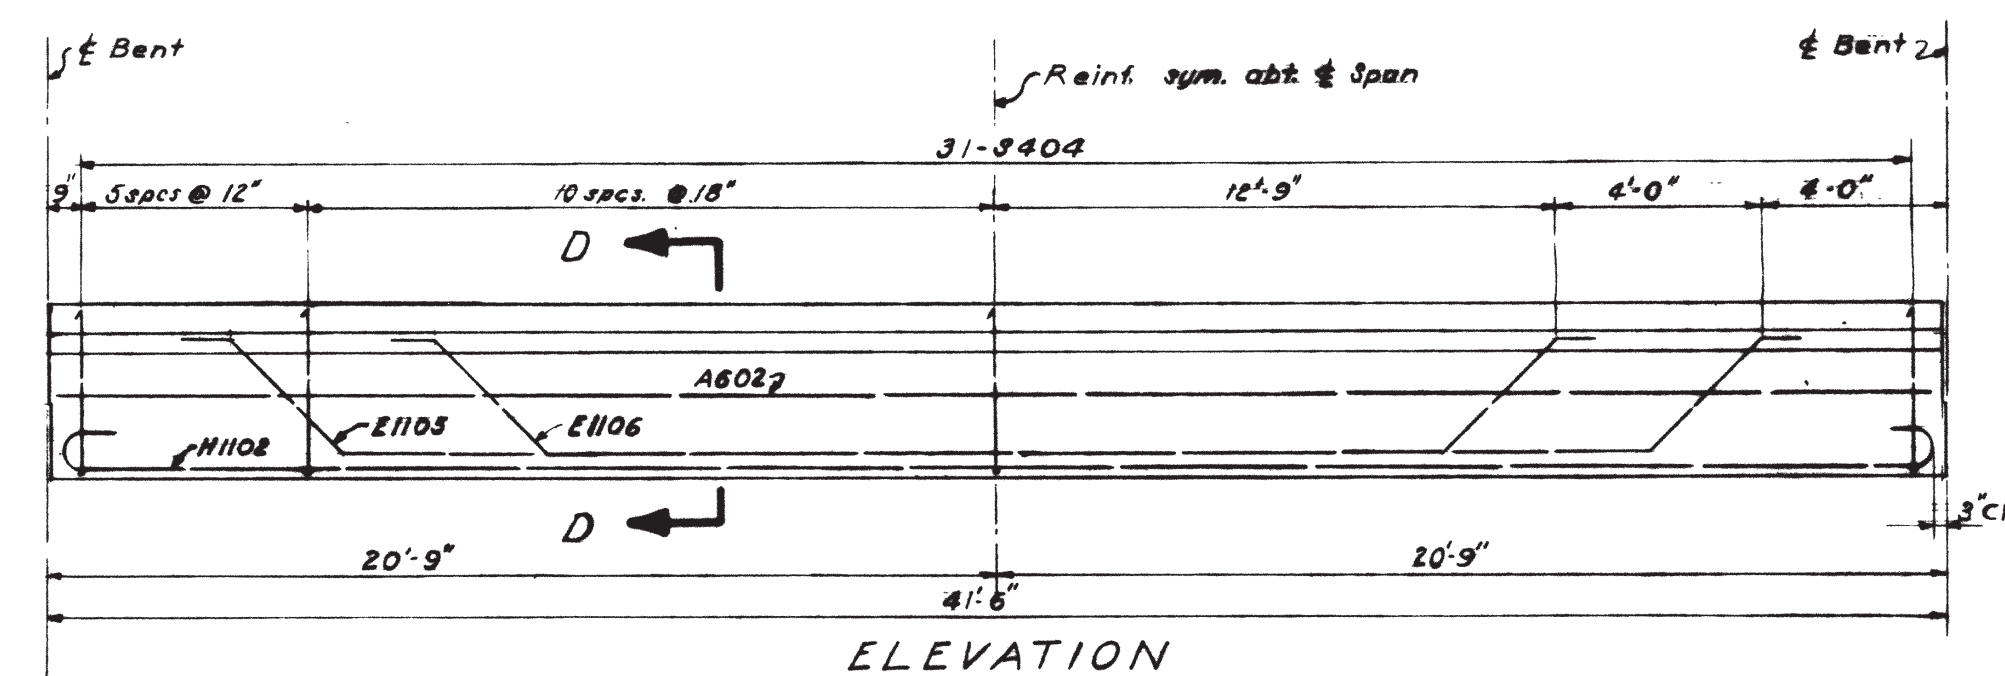 ℄ Bent
℄ Bent 2
Reinf. sym. abt. ℄ Span
31-S404
9" 5 spcs @ 12" 10 spcs. @ 18" 12'-9" 4'-0" 4'-0"
D
A602
E1105 E1106
H1102
D
3" Cl
20'-9" 20'-9"
41'-6"
ELEVATION